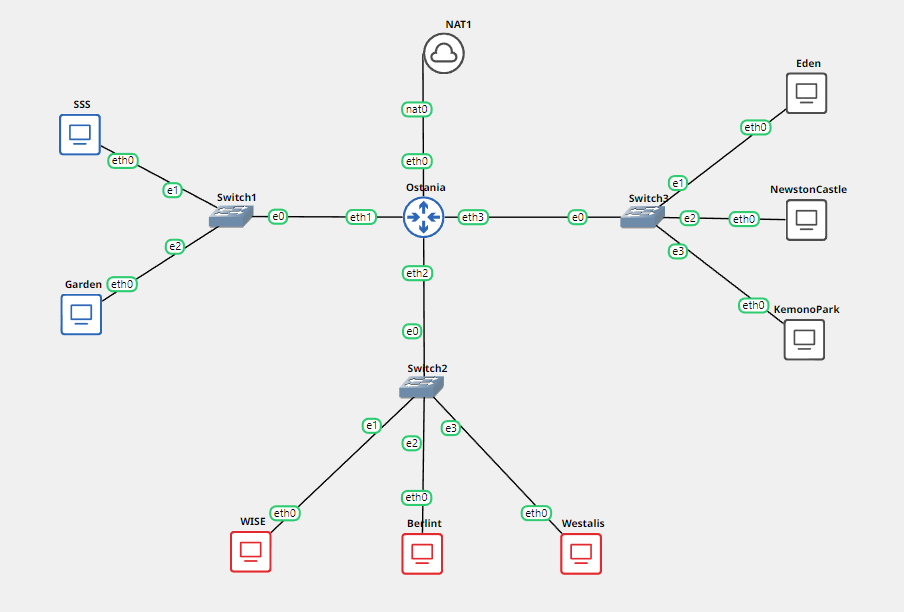 NAT1
Eden
SSS
nat0
eth0
eth0
eth0
e1
Ostania
e1
NewstonCastle
Switch1
Switch3
e0
eth1
eth3
e0
e2
eth0
e2
e3
eth2
Garden
eth0
eth0
KemonoPark
e0
Switch2
e1
e2
e3
eth0
eth0
eth0
WISE
Berlint
Westalis